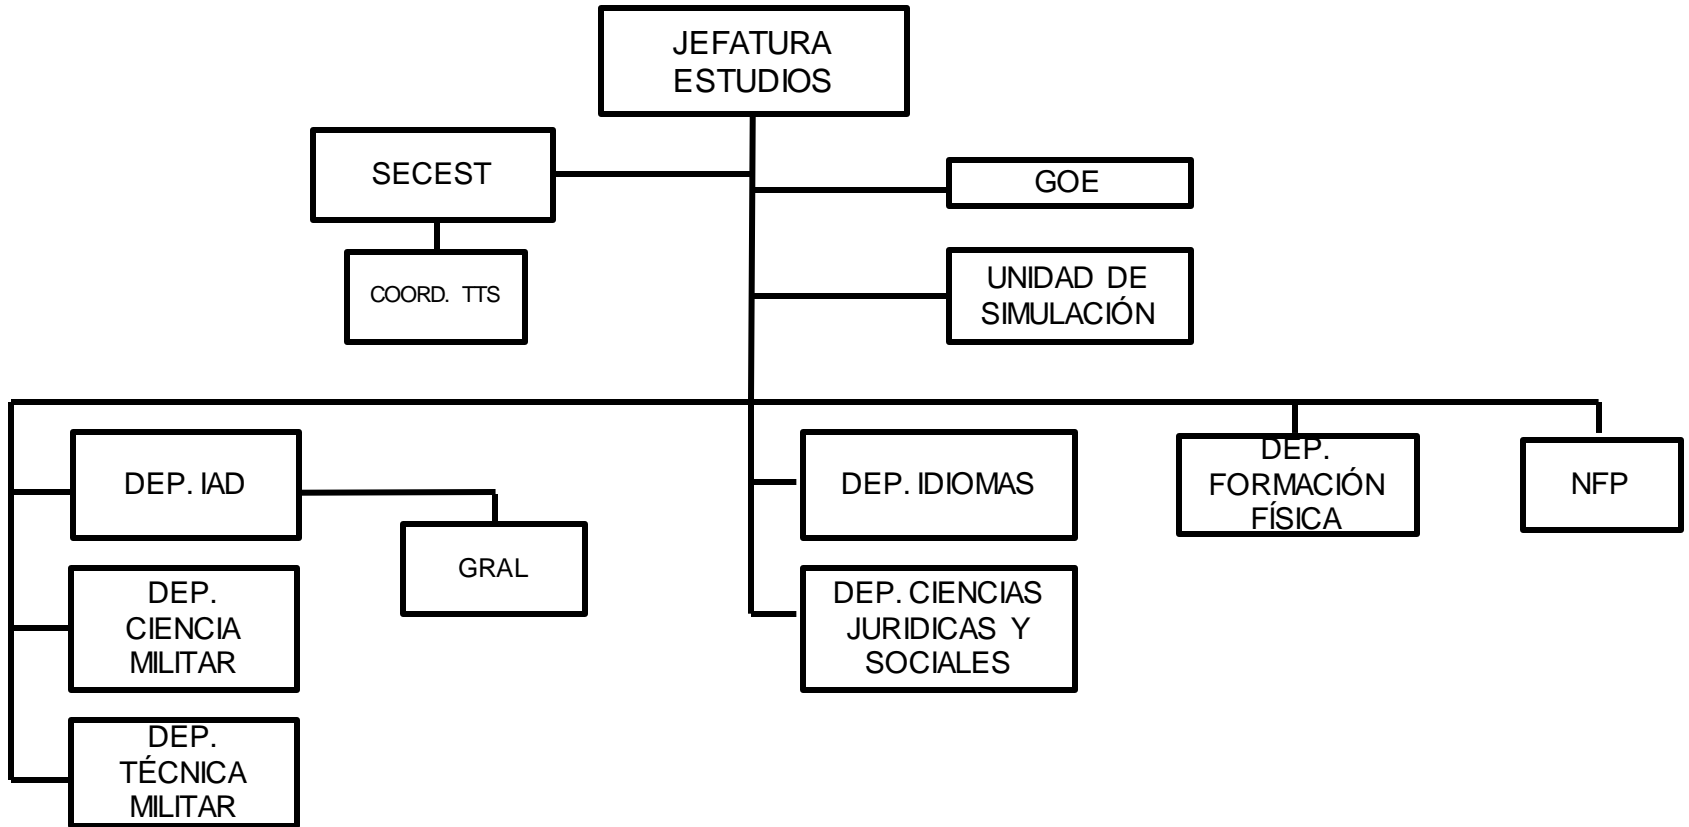 JEFATURA
ESTUDIOS
SECEST
GOE
COORD. TTS
UNIDAD DE
SIMULACIÓN
DEP. IAD
GRAL
DEP. IDIOMAS
DEP.
FORMACIÓN
FÍSICA
NFP
DEP.
CIENCIA
MILITAR
DEP. CIENCIAS
JURIDICAS Y
SOCIALES
DEP.
TÉCNICA
MILITAR